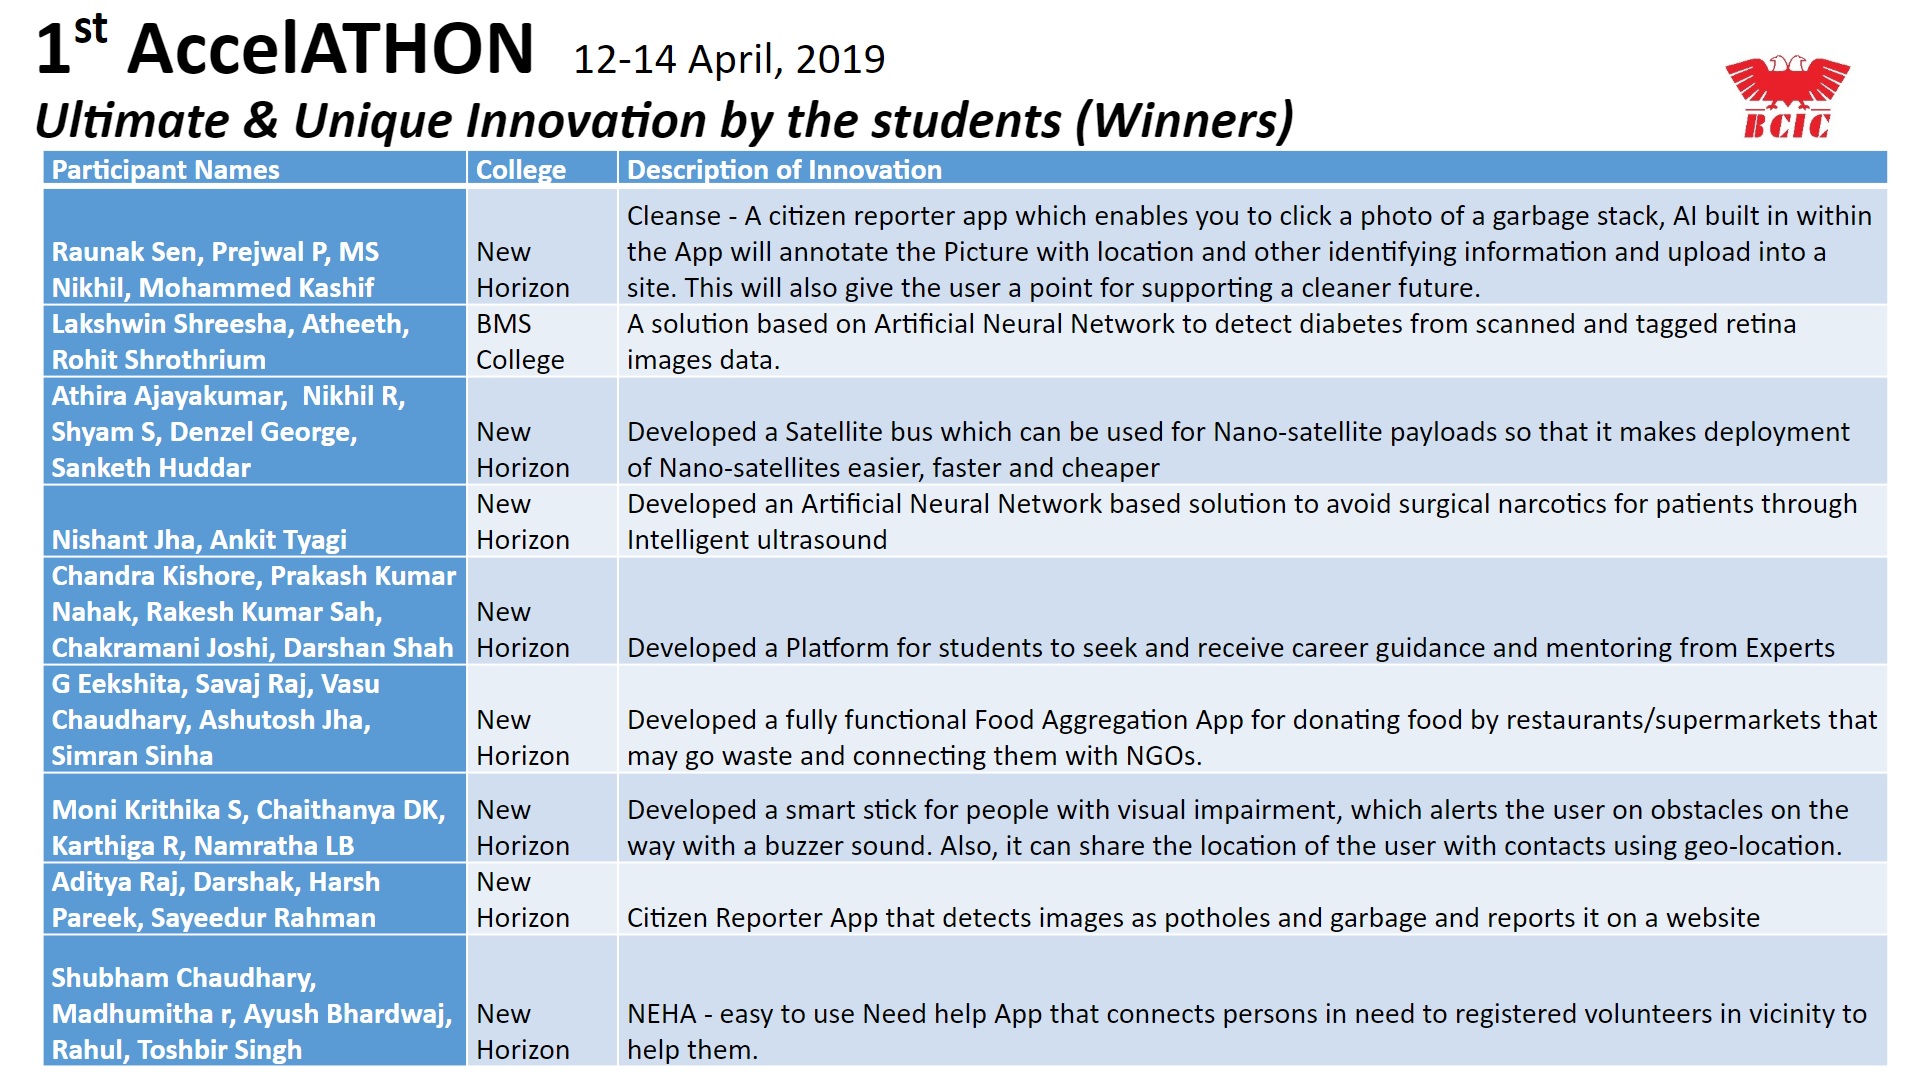 1st AccelATHON 12-14 April, 2019
Ultimate & Unique Innovation by the students (Winners)
BCIC
Participant Names College Description of Innovation
Raunak Sen, Prejwal P, MS
Nikhil, Mohammed Kashif
New
Horizon
Cleanse - A citizen reporter app which enables you to click a photo of a garbage stack, AI built in within
the App will annotate the Picture with location and other identifying information and upload into a
site. This will also give the user a point for supporting a cleaner future.
Lakshwin Shreesha, Atheeth,
Rohit Shrothrium
BMS
College
A solution based on Artificial Neural Network to detect diabetes from scanned and tagged retina
images data.
Athira Ajayakumar,  Nikhil R,
Shyam S, Denzel George,
Sanketh Huddar
New
Horizon
Developed a Satellite bus which can be used for Nano-satellite payloads so that it makes deployment
of Nano-satellites easier, faster and cheaper
Nishant Jha, Ankit Tyagi
New
Horizon
Developed an Artificial Neural Network based solution to avoid surgical narcotics for patients through
Intelligent ultrasound
Chandra Kishore, Prakash Kumar
Nahak, Rakesh Kumar Sah,
Chakramani Joshi, Darshan Shah
New
Horizon
Developed a Platform for students to seek and receive career guidance and mentoring from Experts
G Eekshita, Savaj Raj, Vasu
Chaudhary, Ashutosh Jha,
Simran Sinha
New
Horizon
Developed a fully functional Food Aggregation App for donating food by restaurants/supermarkets that
may go waste and connecting them with NGOs.
Moni Krithika S, Chaithanya DK,
Karthiga R, Namratha LB
New
Horizon
Developed a smart stick for people with visual impairment, which alerts the user on obstacles on the
way with a buzzer sound. Also, it can share the location of the user with contacts using geo-location.
Aditya Raj, Darshak, Harsh
Pareek, Sayeedur Rahman
New
Horizon
Citizen Reporter App that detects images as potholes and garbage and reports it on a website
Shubham Chaudhary,
Madhumitha r, Ayush Bhardwaj,
Rahul, Toshbir Singh
New
Horizon
NEHA - easy to use Need help App that connects persons in need to registered volunteers in vicinity to
help them.